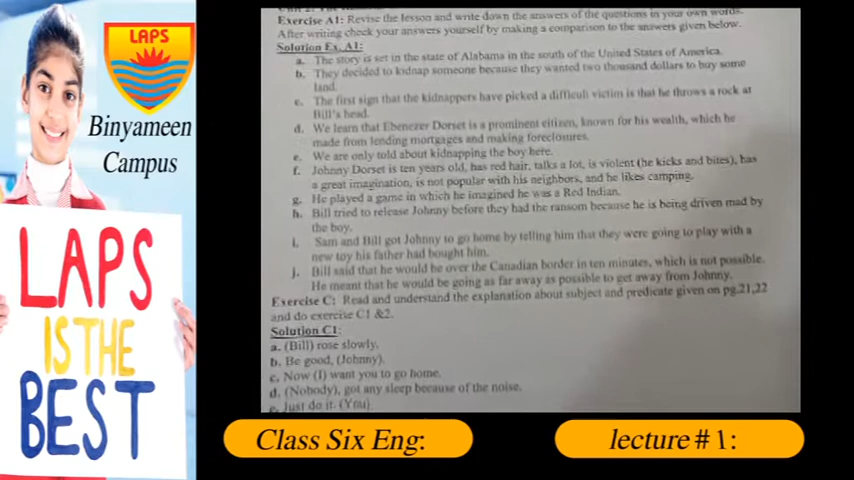 LAPS
Binyameen
Campus
LAPS
IS THE
BEST
Exercise A1: Revise the lesson and write down the answers of the questions in your own words.
After writing check your answers yourself by making a comparison to the answers given below.
Solution Ex. A1:
a. The story is set in the state of Alabama in the south of the United States of America.
b. They decided to kidnap someone because they wanted two thousand dollars to buy some
land.
c. The first sign that the kidnappers have picked a difficult victim is that he throws a rock at
Bill's head.
d. We learn that Ebenezer Dorset is a prominent citizen, known for his wealth, which he
made from lending mortgages and making foreclosures.
e. We are only told about kidnapping the boy here.
f. Johnny Dorset is ten years old, has red hair, talks a lot, is violent (he kicks and bites), has
a great imagination, is not popular with his neighbors, and he likes camping.
g. He played a game in which he imagined he was a Red Indian.
h. Bill tried to release Johnny before they had the ransom because he is being driven mad by
the boy.
i. Sam and Bill got Johnny to go home by telling him that they were going to play with a
new toy his father had bought him.
j. Bill said that he would be over the Canadian border in ten minutes, which is not possible.
He meant that he would be going as far away as possible to get away from Johnny.
Exercise C: Read and understand the explanation about subject and predicate given on pg.21,22
and do exercise C1 &2.
Solution C1:
a. (Bill) rose slowly.
b. Be good, (Johnny).
c. Now (I) want you to go home.
d. (Nobody), got any sleep because of the noise.
e. Just do it. (You)
Class Six Eng:
lecture # 1: